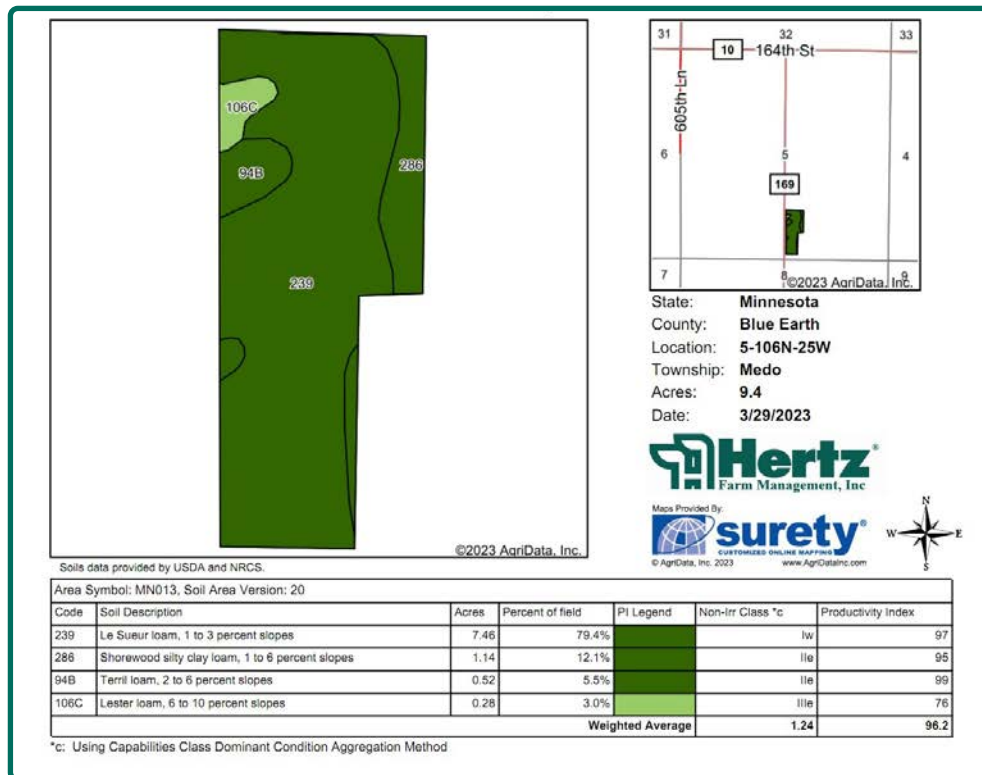 106C
94B
286
239
©2023 AgriData, Inc.
31 32 33
10 164th St
605th Ln
6 5 4
169
7 8 9
©2023 AgriData, Inc.
State: Minnesota
County: Blue Earth
Location: 5-106N-25W
Township: Medo
Acres: 9.4
Date: 3/29/2023
Hertz®
Farm Management, Inc
Maps Provided By:
surety®
CUSTOMIZED ONLINE MAPPING
© AgriData, Inc. 2023 www.AgriDataInc.com
N
W E
S
Soils data provided by USDA and NRCS.
Area Symbol: MN013, Soil Area Version: 20
Code Soil Description Acres Percent of field PI Legend Non-Irr Class *c Productivity Index
239 Le Sueur loam, 1 to 3 percent slopes 7.46 79.4% Iw 97
286 Shorewood silty clay loam, 1 to 6 percent slopes 1.14 12.1% IIe 95
94B Terril loam, 2 to 6 percent slopes 0.52 5.5% IIe 99
106C Lester loam, 6 to 10 percent slopes 0.28 3.0% IIIe 76
Weighted Average 1.24 96.2
*c: Using Capabilities Class Dominant Condition Aggregation Method